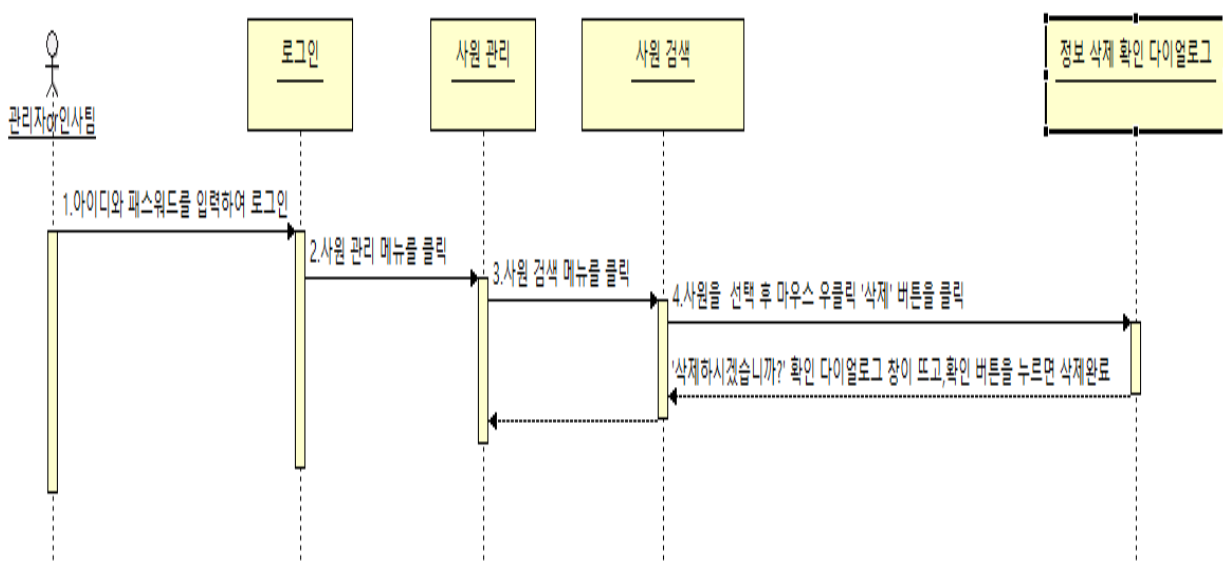 로그인
사원 관리
사원 검색
정보 삭제 확인 다이얼로그
관리자or인사팀
1.아이디와 패스워드를 입력하여 로그인
2.사원 관리 메뉴를 클릭
3.사원 검색 메뉴를 클릭
4.사원을 선택 후 마우스 우클릭 '삭제' 버튼을 클릭
'삭제하시겠습니까?' 확인 다이얼로그 창이 뜨고,확인 버튼을 누르면 삭제완료